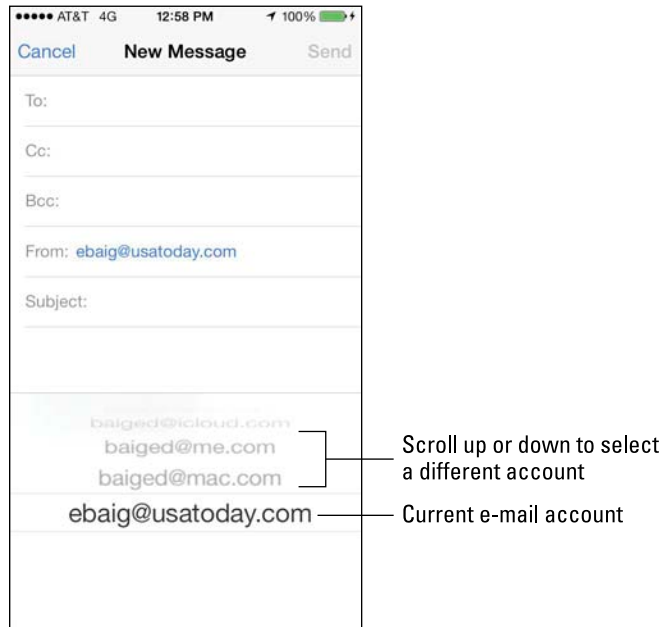 AT&T 4G 12:58 PM 100%
Cancel New Message Send
To:
Cc:
Bcc:
From: ebaig@usatoday.com
Subject:
baiged@icloud.com
baiged@me.com
baiged@mac.com
ebaig@usatoday.com
Scroll up or down to select
a different account
Current e-mail account